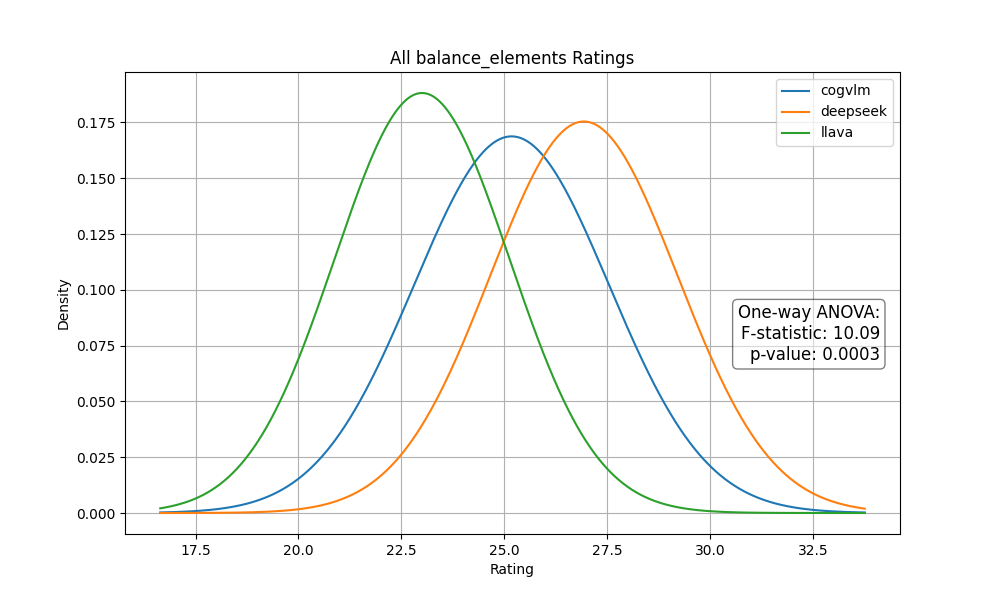 All balance_elements Ratings
cogvlm
deepseek
llava
Density
0.175
0.150
0.125
0.100
0.075
0.050
0.025
0.000
One-way ANOVA:
F-statistic: 10.09
p-value: 0.0003
17.5
20.0
22.5
25.0
27.5
30.0
32.5
Rating